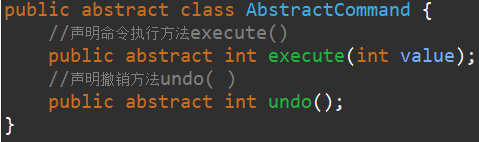 public abstract class AbstractCommand {
    //声明命令执行方法execute()
    public abstract int execute(int value);
    //声明撤销方法undo( )
    public abstract int undo();
}